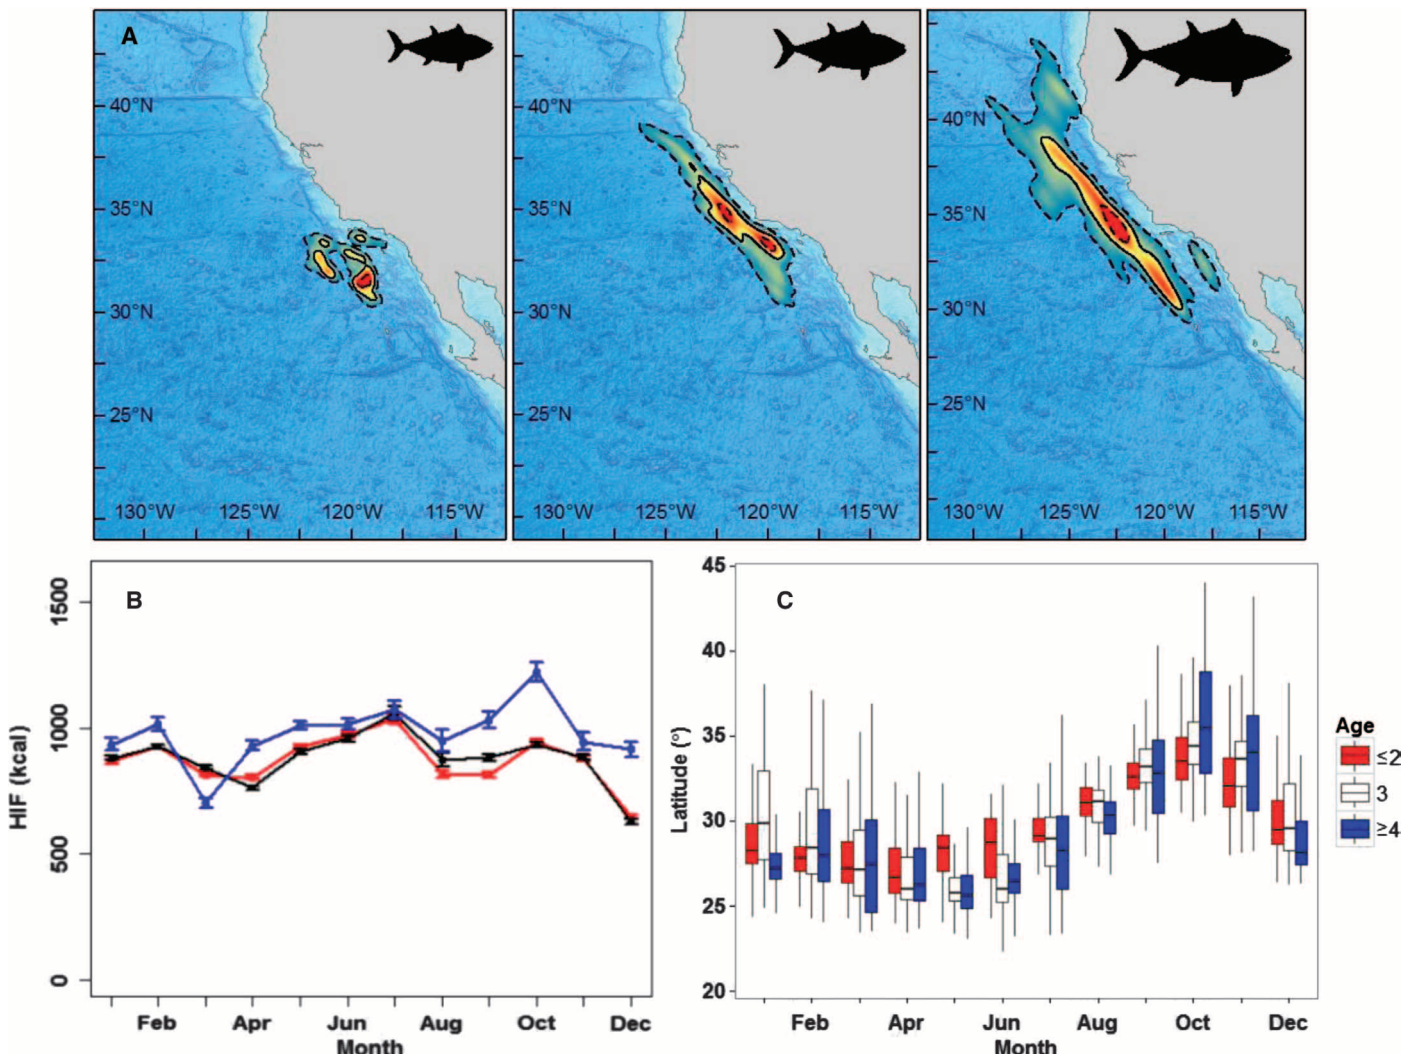 A
40°N
35°N
30°N
25°N
130°W 125°W 120°W 115°W
40°N
35°N
30°N
25°N
130°W 125°W 120°W 115°W
40°N
35°N
30°N
25°N
130°W 125°W 120°W 115°W
B
HIF (kcal)
1500
1000
500
0
Feb Apr Jun Aug Oct Dec
Month
C
Latitude (°)
45
40
35
30
25
20
Feb Apr Jun Aug Oct Dec
Month
Age
≤2
3
≥4